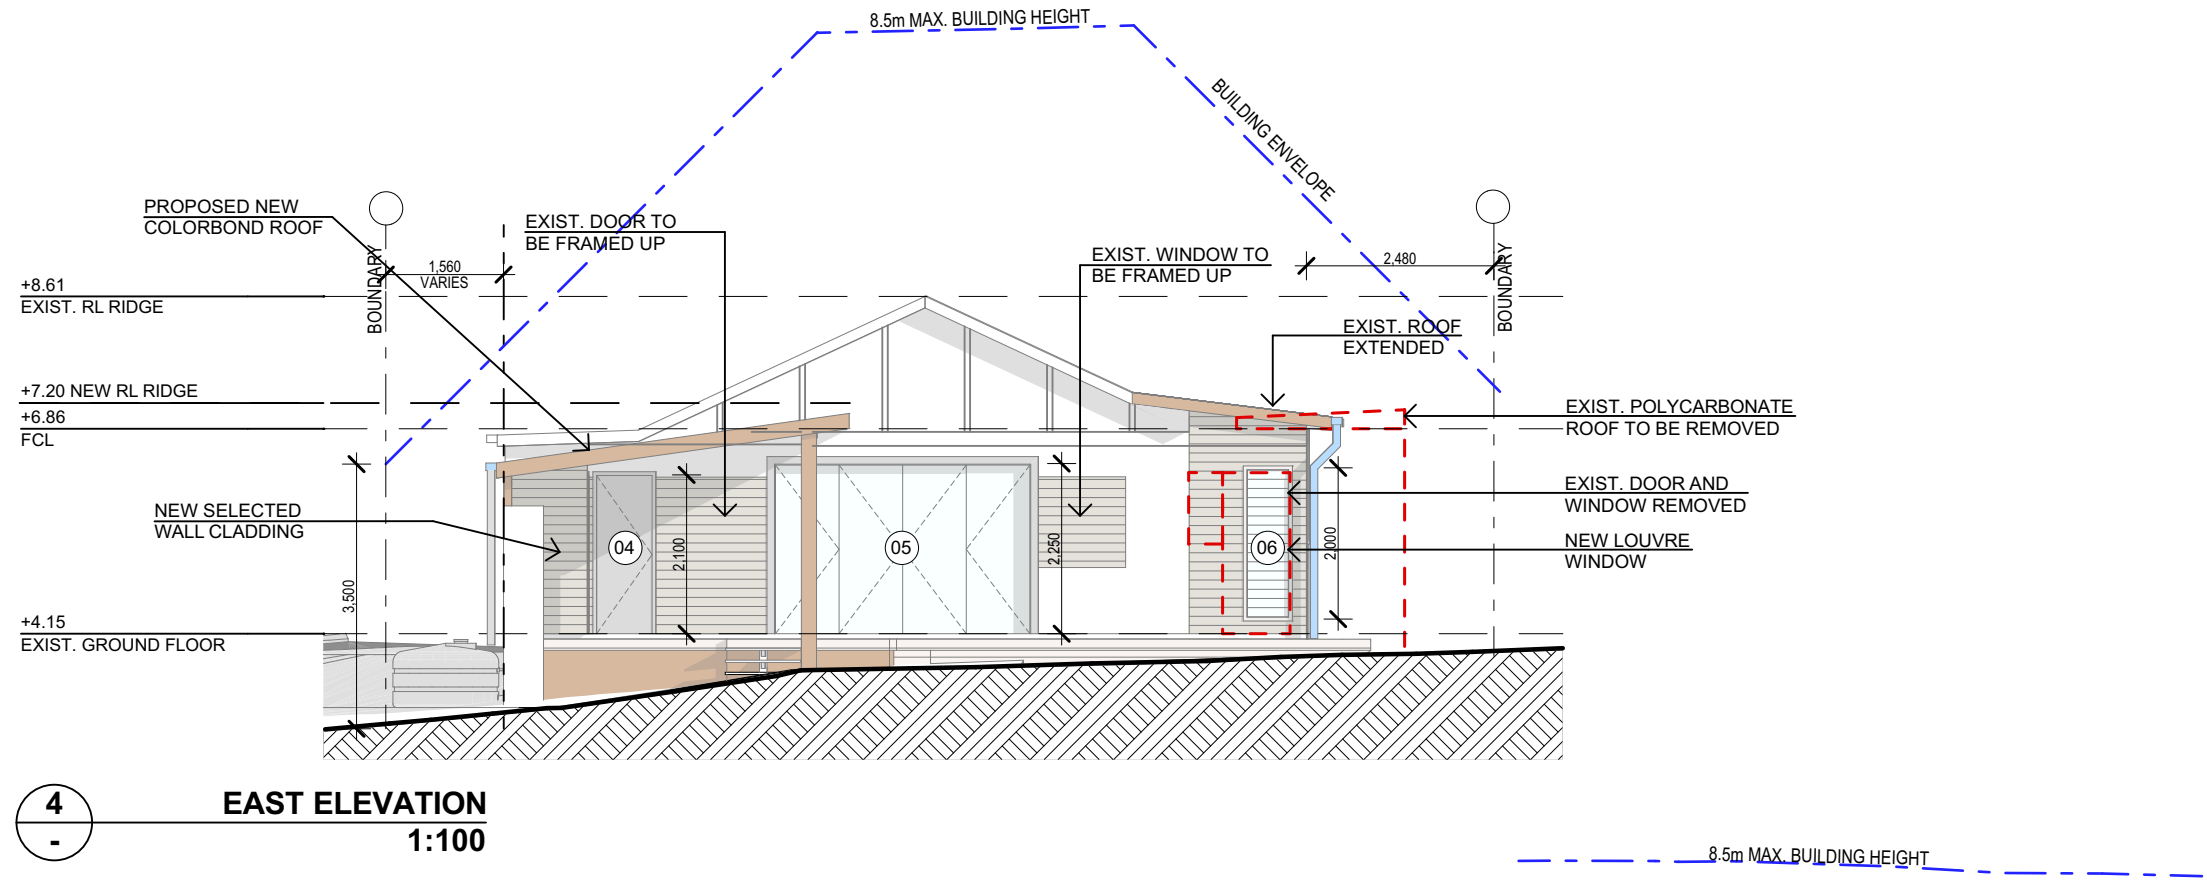 8.5m MAX. BUILDING HEIGHT
BUILDING ENVELOPE
PROPOSED NEW
COLORBOND ROOF
BOUNDARY
1,560
VARIES
EXIST. DOOR TO
BE FRAMED UP
EXIST. WINDOW TO
BE FRAMED UP
2,480
BOUNDARY
+8.61
EXIST. RL RIDGE
EXIST. ROOF
EXTENDED
+7.20 NEW RL RIDGE
+6.86
FCL
EXIST. POLYCARBONATE
ROOF TO BE REMOVED
NEW SELECTED
WALL CLADDING
EXIST. DOOR AND
WINDOW REMOVED
NEW LOUVRE
WINDOW
04
2,100
05
2,250
06
2,000
3,500
+4.15
EXIST. GROUND FLOOR
4
-
EAST ELEVATION
1:100
8.5m MAX. BUILDING HEIGHT